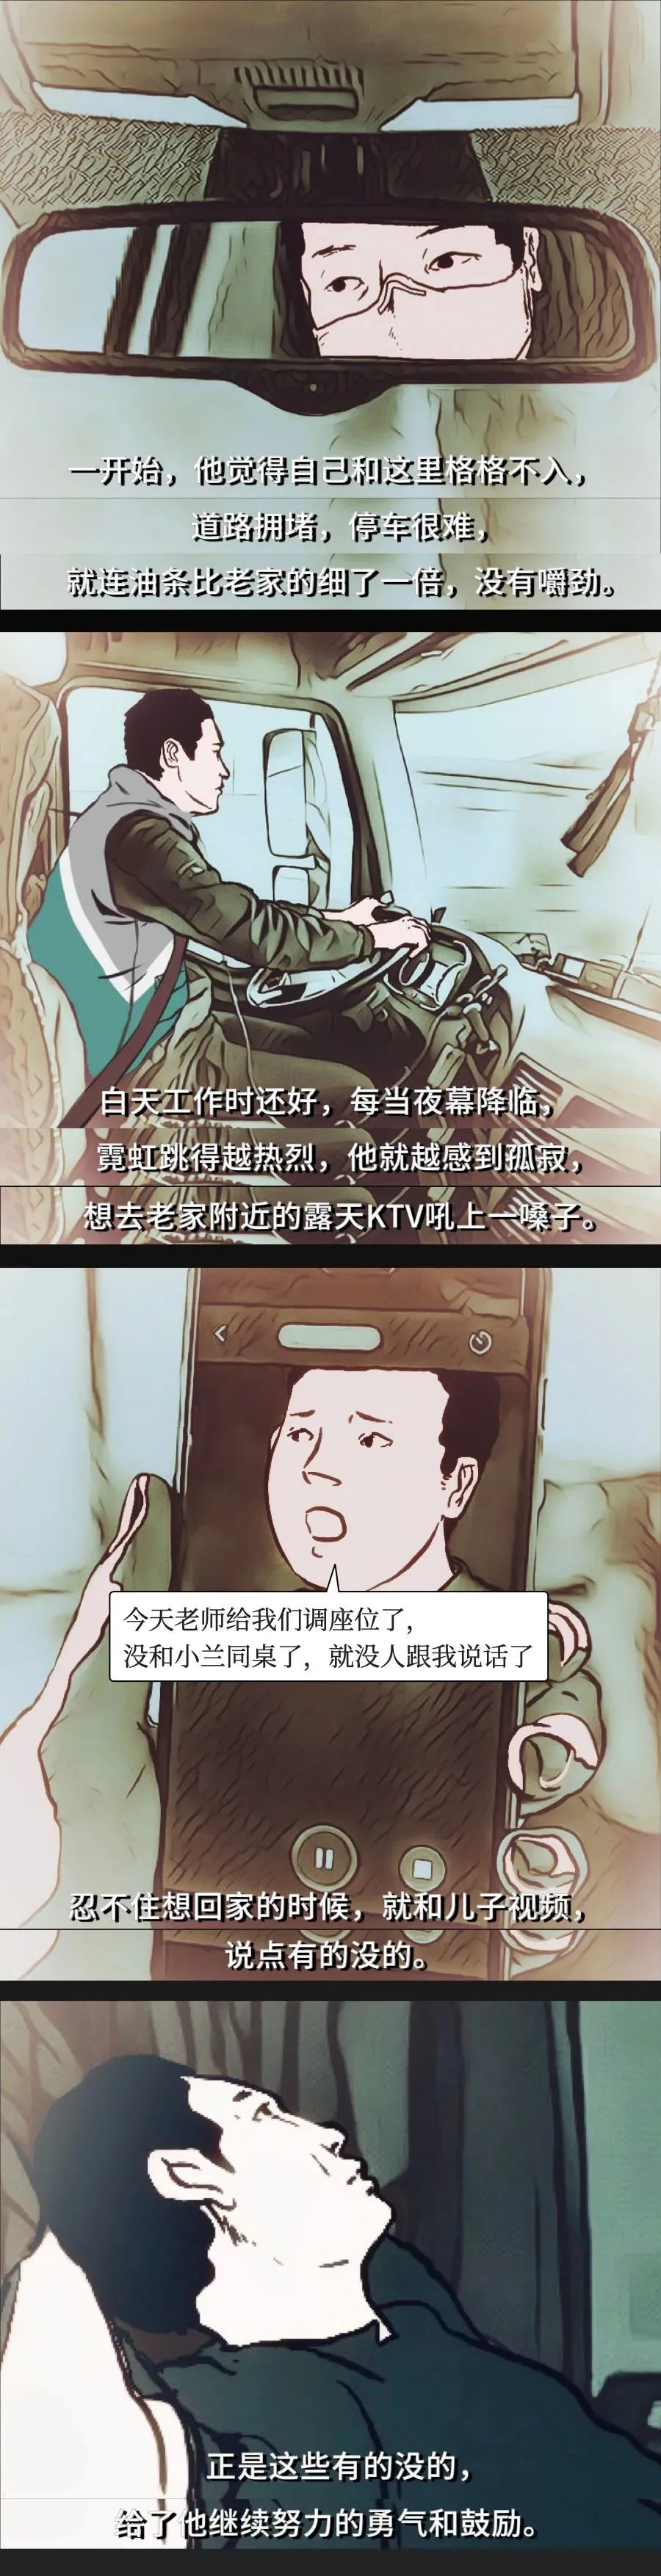 一开始，他觉得自己和这里格格不入，
道路拥堵，停车很难，
就连油条比老家的细了一倍，没有嚼劲。
白天工作时还好，每当夜幕降临，
霓虹跳得越热烈，他就越感到孤寂，
想去老家附近的露天KTV吼上一嗓子。
今天老师给我们调座位了，
没和小兰同桌了，就没人跟我说话了
忍不住想回家的时候，就和儿子视频，
说点有的没的。
正是这些有的没的，
给了他继续努力的勇气和鼓励。